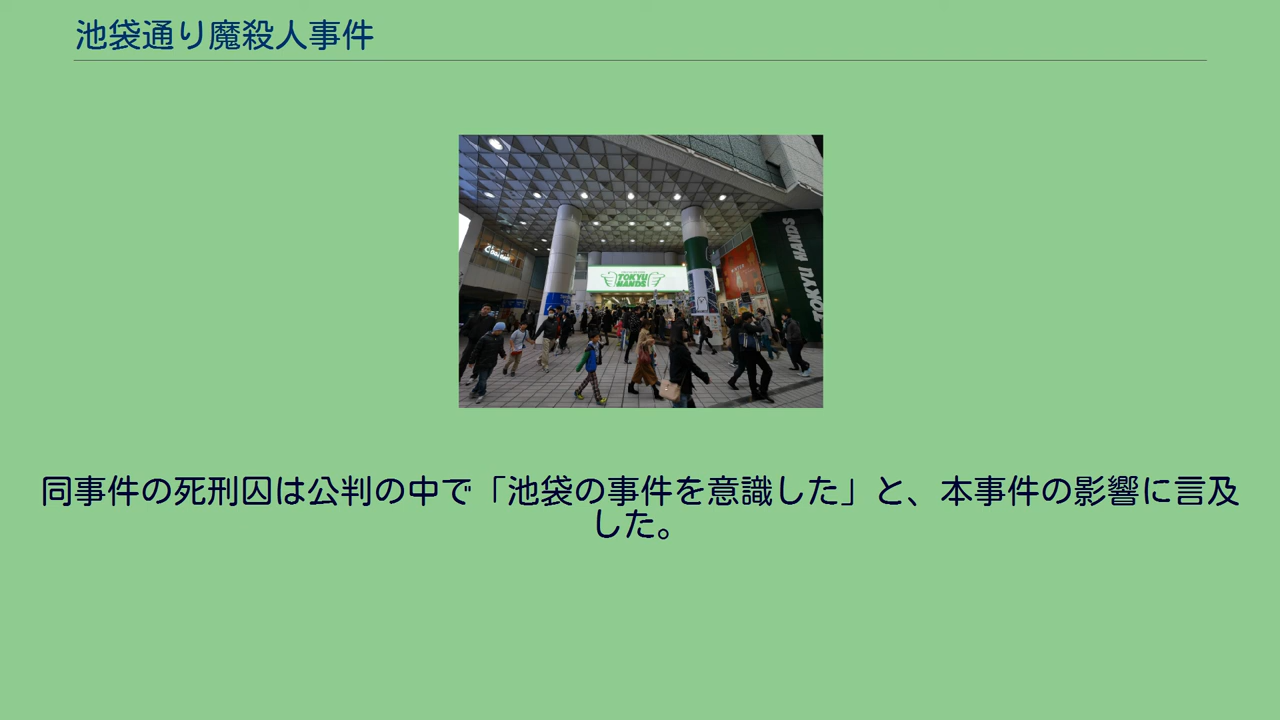 池袋通り魔殺人事件
TOKYU
HANDS
TOKYU HANDS
同事件の死刑囚は公判の中で「池袋の事件を意識した」と、本事件の影響に言及
した。